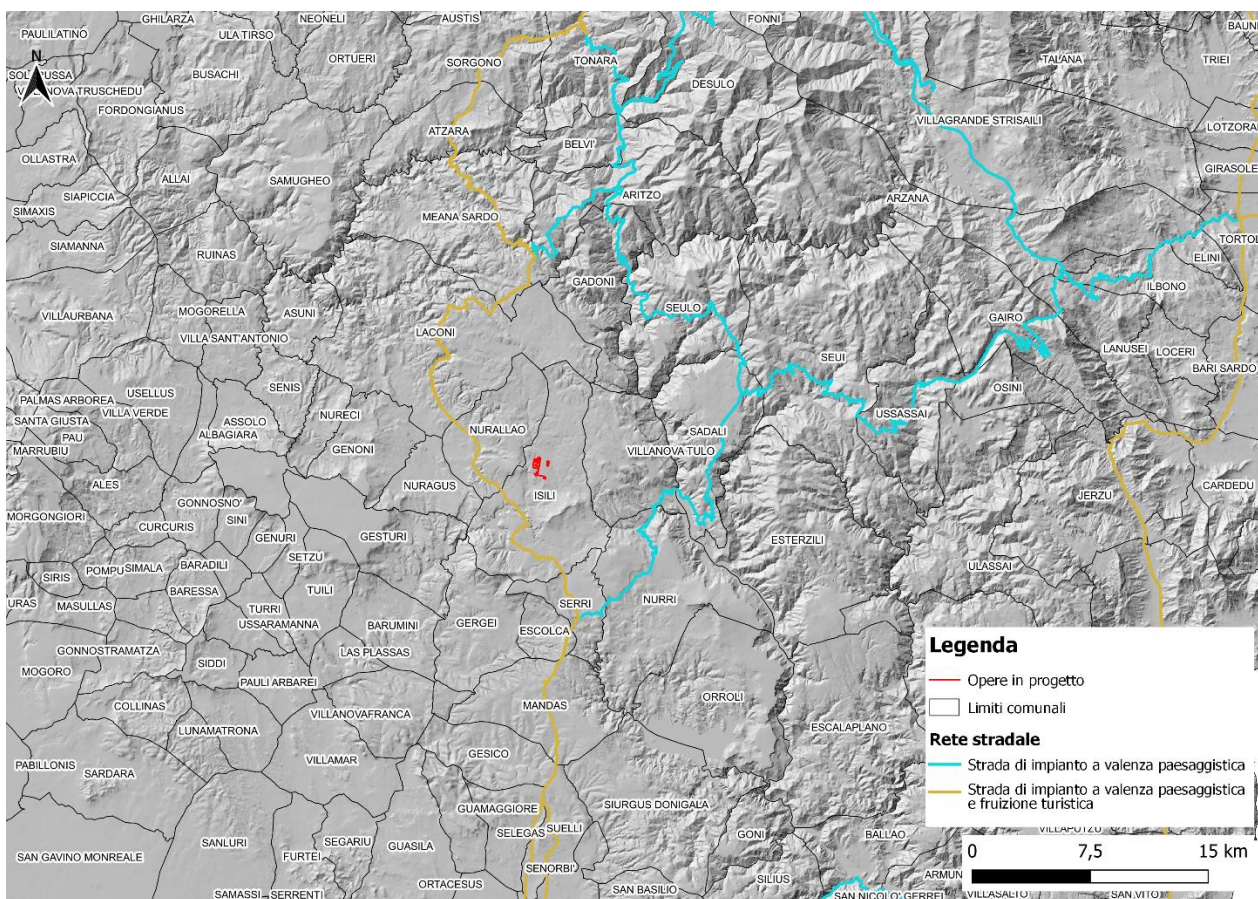 PAULILATINO
GHILARZA
ULA TIRSO
NEONELI
AUSTIS
FONNI
BAUN
ORTUERI
SORGONO
TONARA
TALANA
TRIEI
N
BUSACHI
DESULO
VILLANOVA TRUSCHEDU
FORDONGIANUS
VILLAGRANDE STRISAILI
LOTZORAI
ATZARA
BELVI'
OLLASTRA
GIRASOLE
ALLAI
SAMUGHEO
SIAPICCIA
ARITZO
ARZANA
SIMAXIS
MEANA SARDO
SIAMANNA
RUINAS
TORTOLI
ELINI
GADONI
ILBONO
SEULO
VILLAURBANA
MOGORELLA
ASUNI
GAIRO
LACONI
VILLA SANT'ANTONIO
LANUSEI
LOCERI
SEUI
BARI SARDO
SENIS
OSINI
PALMAS ARBOREA
USELLUS
VILLA VERDE
NURECI
USSASSAI
SANTA GIUSTA
PAU
ASSOLO
ALBAGIARA
NURALLAO
SADALI
MARRUBIU
GENONI
VILLANOVA TULO
ALES
NURAGUS
CARDEDU
GONNOSNO'
ISILI
JERZU
MORGONGIORI
CURCURIS
SINI
GENURI
GESTURI
ESTERZILI
SETZU
ULASSAI
SIRIS
POMPU
SIMALA
BARADILI
URAS
MASULLAS
BARESSA
TUILI
NURRI
TURRI
SERRI
USSARAMANNA
BARUMINI
GERGEI
ESCOLCA
GONNOSTRAMATZA
LAS PLASSAS
MOGORO
SIDDI
PAULI ARBAREI
ORROLI
COLLINAS
VILLANOVAFRANCA
MANDAS
LUNAMATRONA
ESCALAPLANO
GESICO
PABILLONIS
SARDARA
VILLAMAR
SIURGUS DONIGALA
GUAMAGGIORE
SUELLI
SELEGAS
SANLURI
SEGARIU
GUASILA
GONI
BALLAO
VILLAPUTZU
SAN GAVINO MONREALE
FURTEI
SENORBI'
SILIUS
ARMUN
ORTACESUS
SAMASSI
SERRENTI
SAN BASILIO
SAN NICOLO' GERREI
VILLASALTO
SAN VITO
Legenda
Opere in progetto
Limiti comunali
Rete stradale
Strada di impianto a valenza paesaggistica
Strada di impianto a valenza paesaggistica
e fruizione turistica
0 7,5 15 km